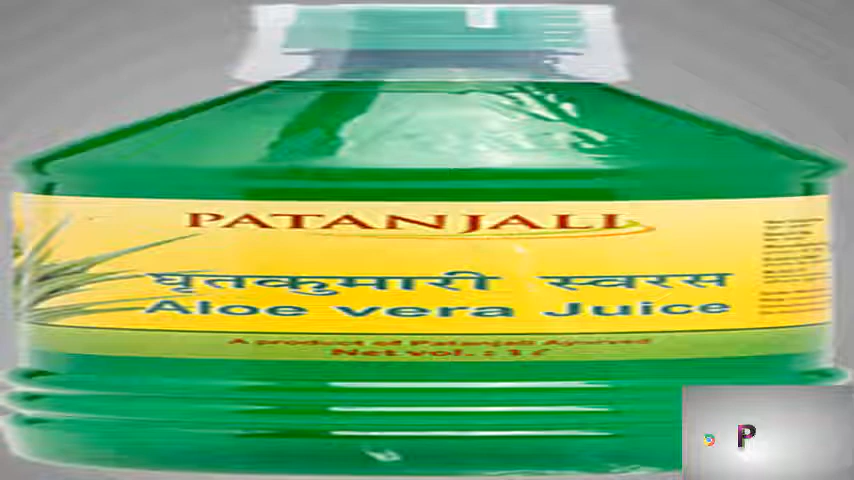 PATANJALI
घृतकुमारी स्वरस
Aloe vera Juice
A product of Patanjali Ayurved
Net vol. : 1
P